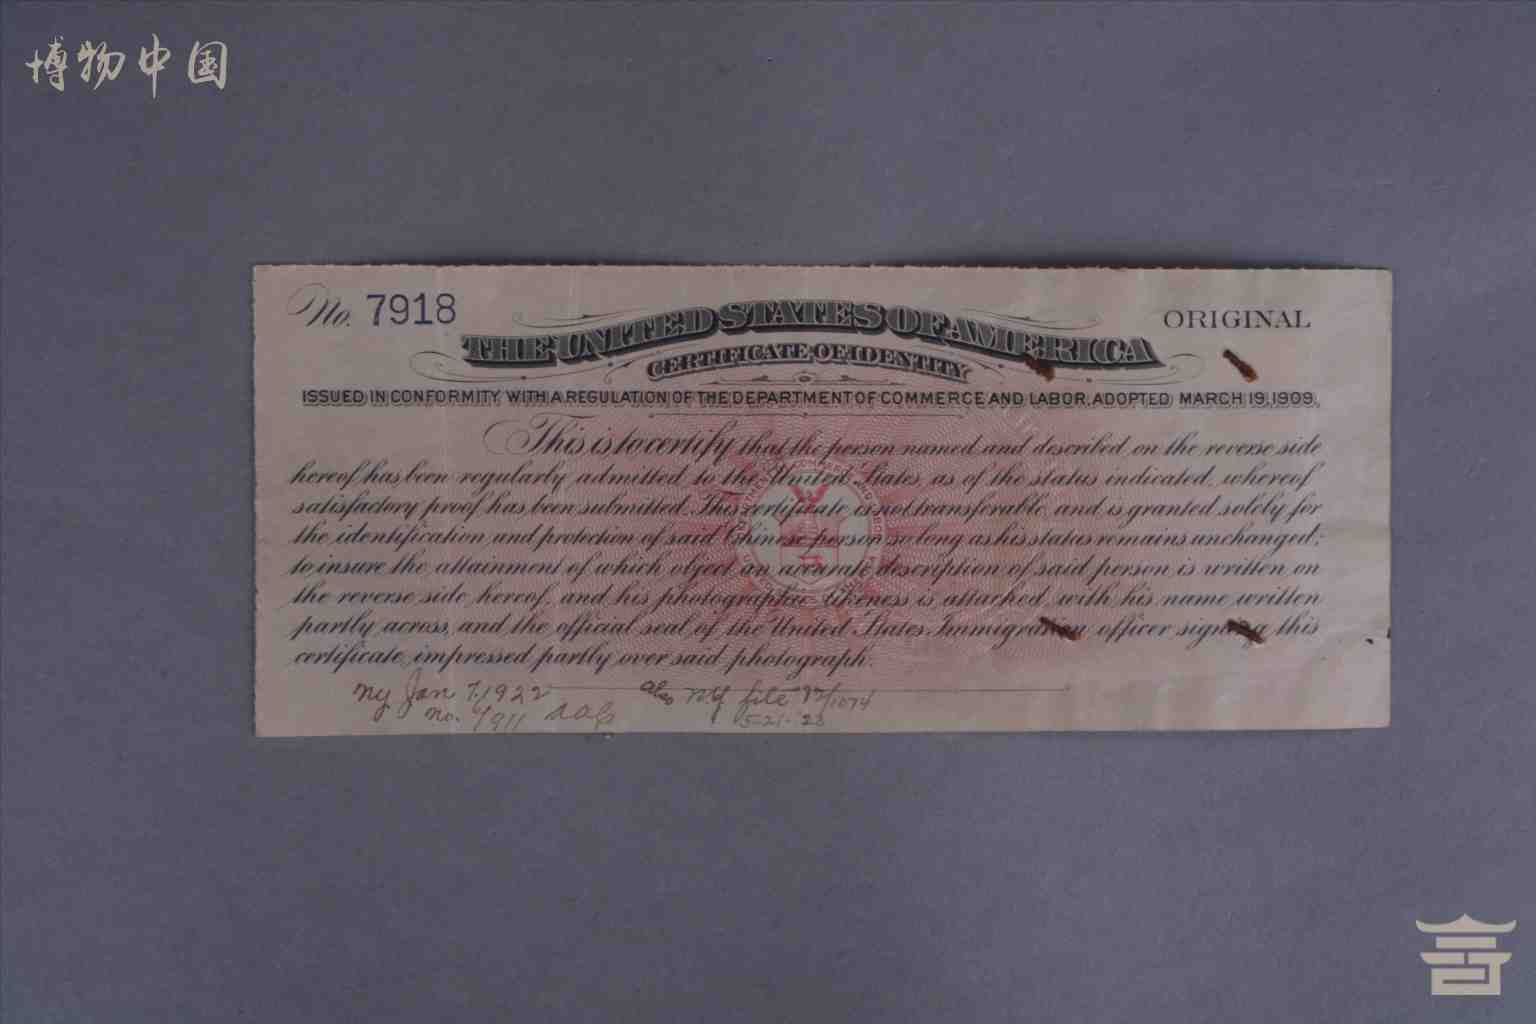 博物中国
No. 7918
THE UNITED STATES OF AMERICA
ORIGINAL
CERTIFICATE OF IDENTITY
ISSUED IN CONFORMITY WITH A REGULATION OF THE DEPARTMENT OF COMMERCE AND LABOR, ADOPTED MARCH 19, 1909.
This is to certify that the person named and described on the reverse side
hereof has been regularly admitted to the United States, as of the status indicated, whereof
satisfactory proof has been submitted. This certificate is not transferable, and is granted solely for
the identification and protection of said Chinese person so long as his status remains unchanged;
to insure the attainment of which object an accurate description of said person is written on
the reverse side hereof, and his photographic likeness is attached, with his name written
partly across, and the official seal of the United States Immigration officer signing this
certificate, impressed partly over said photograph.
NY Jan 7, 1922 also NY file
No. 5-21-23